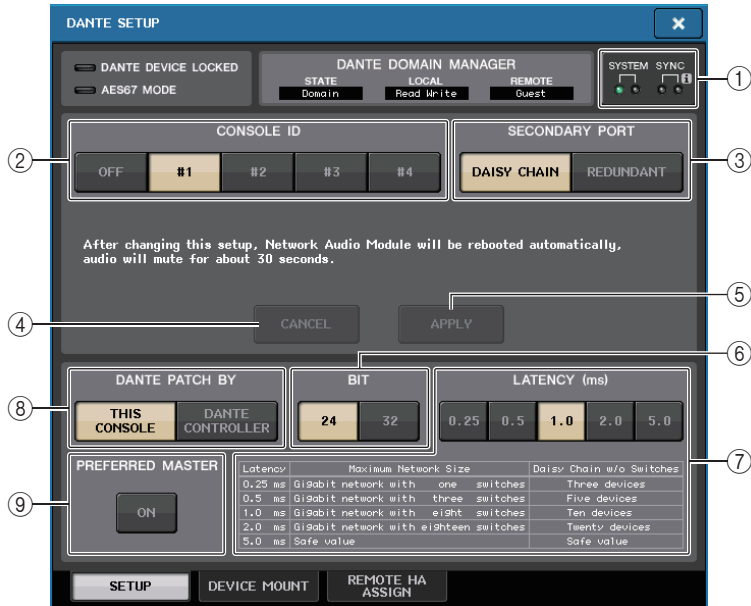 DANTE SETUP
×
DANTE DEVICE LOCKED
AES67 MODE
DANTE DOMAIN MANAGER
STATE LOCAL REMOTE
Domain Read Write Guest
SYSTEM SYNC
i
①
CONSOLE ID
OFF #1 #2 #3 #4
②
SECONDARY PORT
DAISY CHAIN REDUNDANT
③
After changing this setup, Network Audio Module will be rebooted automatically,
audio will mute for about 30 seconds.
④
CANCEL
APPLY
⑤
⑥
DANTE PATCH BY
THIS
CONSOLE
DANTE
CONTROLLER
⑧
BIT
24 32
LATENCY (ms)
0.25 0.5 1.0 2.0 5.0
⑦
PREFERRED MASTER
ON
⑨
Latency Maximum Network Size Daisy Chain w/o Switches
0.25 ms Gigabit network with one switches Three devices
0.5 ms Gigabit network with three switches Five devices
1.0 ms Gigabit network with eight switches Ten devices
2.0 ms Gigabit network with eighteen switches Twenty devices
5.0 ms Safe value Safe value
SETUP
DEVICE MOUNT
REMOTE HA
ASSIGN